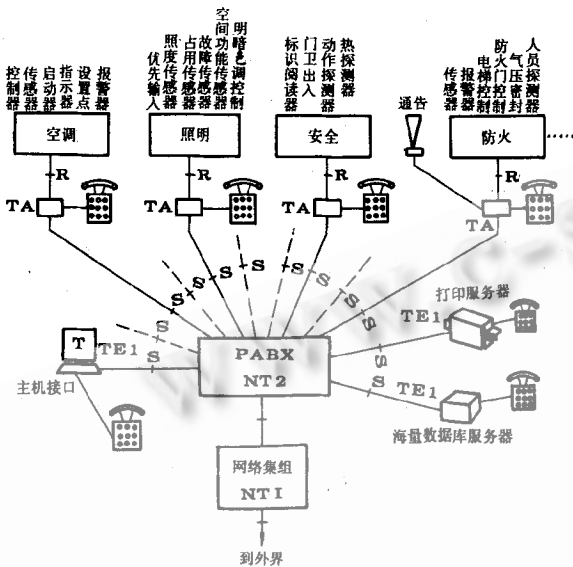 控制器
传感器
启动器
指示器
设置点
报警器
优先输入
照度传感器
占用传感器
故障传感器
空间功能传感器
明暗色调控制
标识阅读器
门卫出入
动作探测器
热探测器
传感器
报警器
电梯控制
防火门控制
气压密封
人员探测器
通告
空调
照明
安全
防火
R
R
R
R
TA
TA
TA
TA
S
S
S
S
S
S
S
S
S
S
S
S
S
T
TE1
主机接口
PABX
NT2
打印服务器
TE1
TE1
海量数据库服务器
网络集组
NT1
到外界